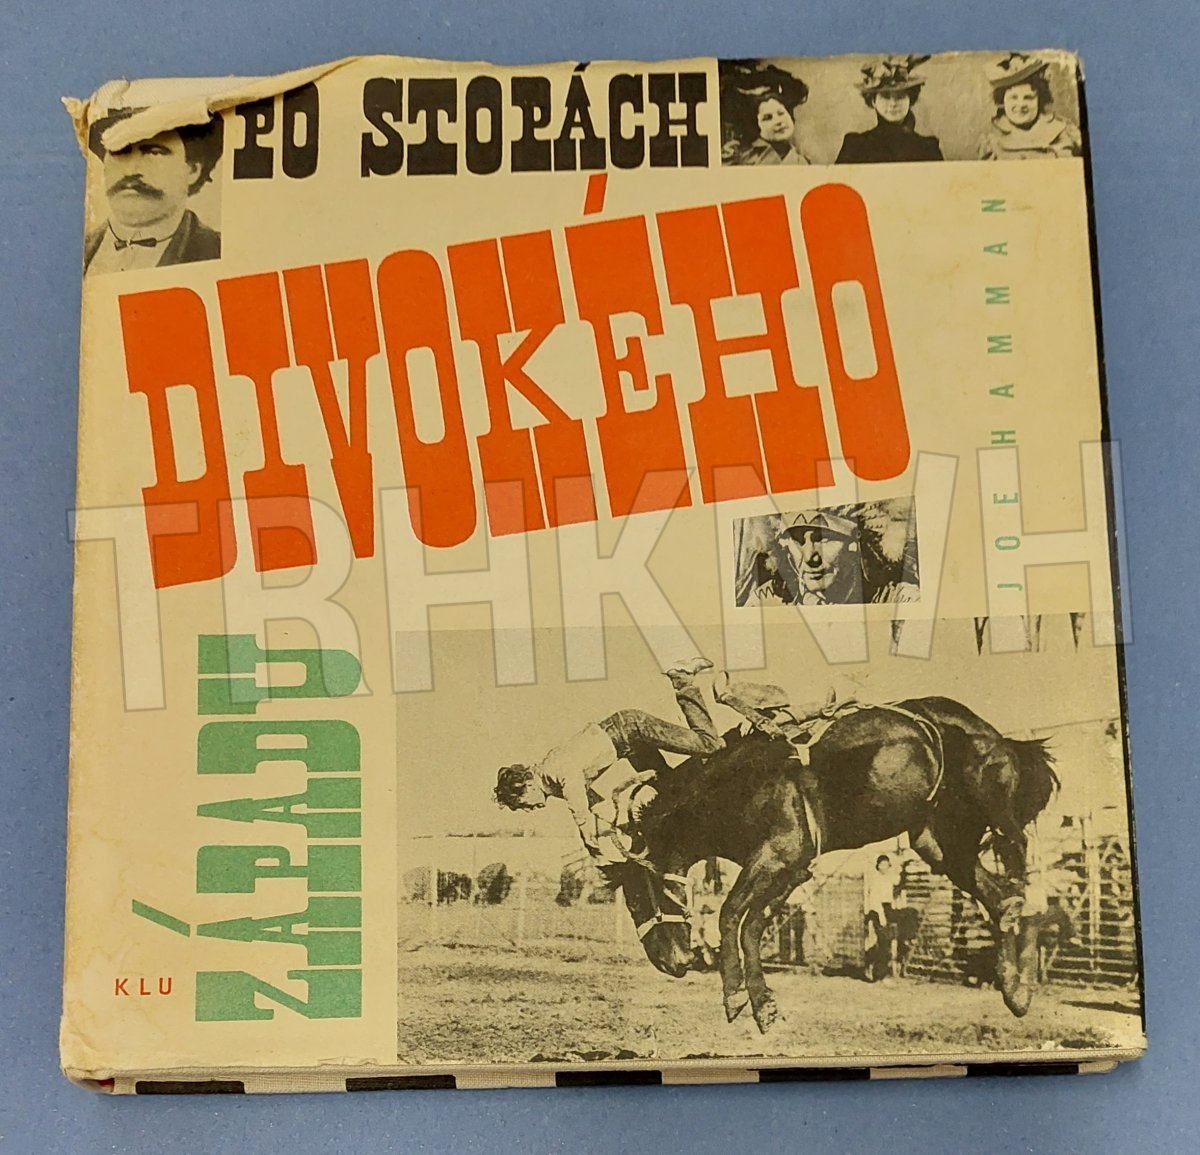 PO STOPÁCH
DIVOKÉHO
ZÁPADU
JOE HAMMAN
KLU
TRHKNIH